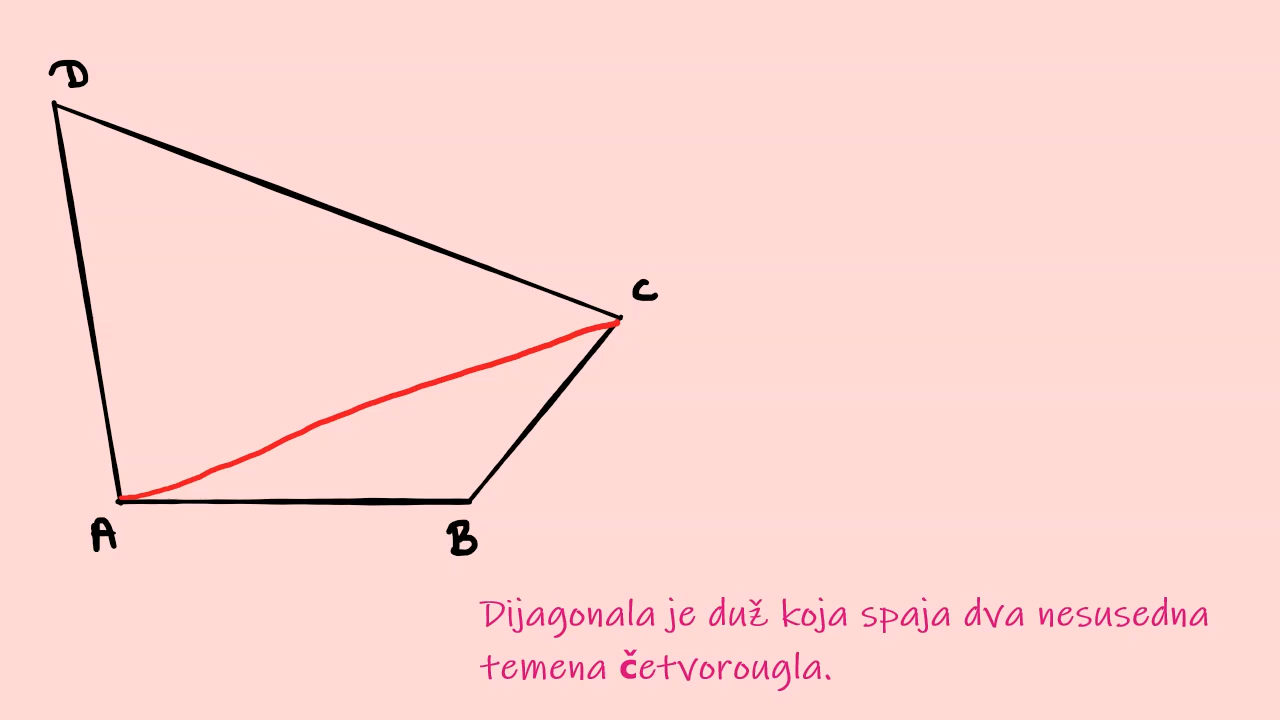 D
C
A
B
Dijagonala je duž koja spaja dva nesusedna
temena četvorougla.